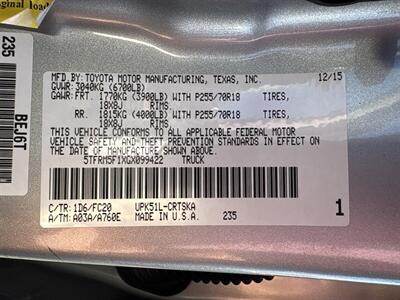 iginal load
235
BEJ6T
MFD.BY:TOYOTA MOTOR MANUFACTURING, TEXAS, INC. 12/15
GVWR:3040KG (6700LB)
GAWR:FRT. 1770KG (3900LB) WITH P255/70R18 TIRES,
18X8J RIMS.
RR. 1815KG (4000LB) WITH P255/70R18 TIRES,
18X8J RIMS
THIS VEHICLE CONFORMS TO ALL APPLICABLE FEDERAL MOTOR
VEHICLE SAFETY AND THEFT PREVENTION STANDARDS
IN EFFECT ON THE DATE OF MANUFACTURE SHOWN ABOVE.
5TFRM5F1XGX099422 TRUCK
C/TR:1D6/FC20 UPK51L-CRTSKA
A/TM:A03A/A760E MADE IN U.S.A. 235 1